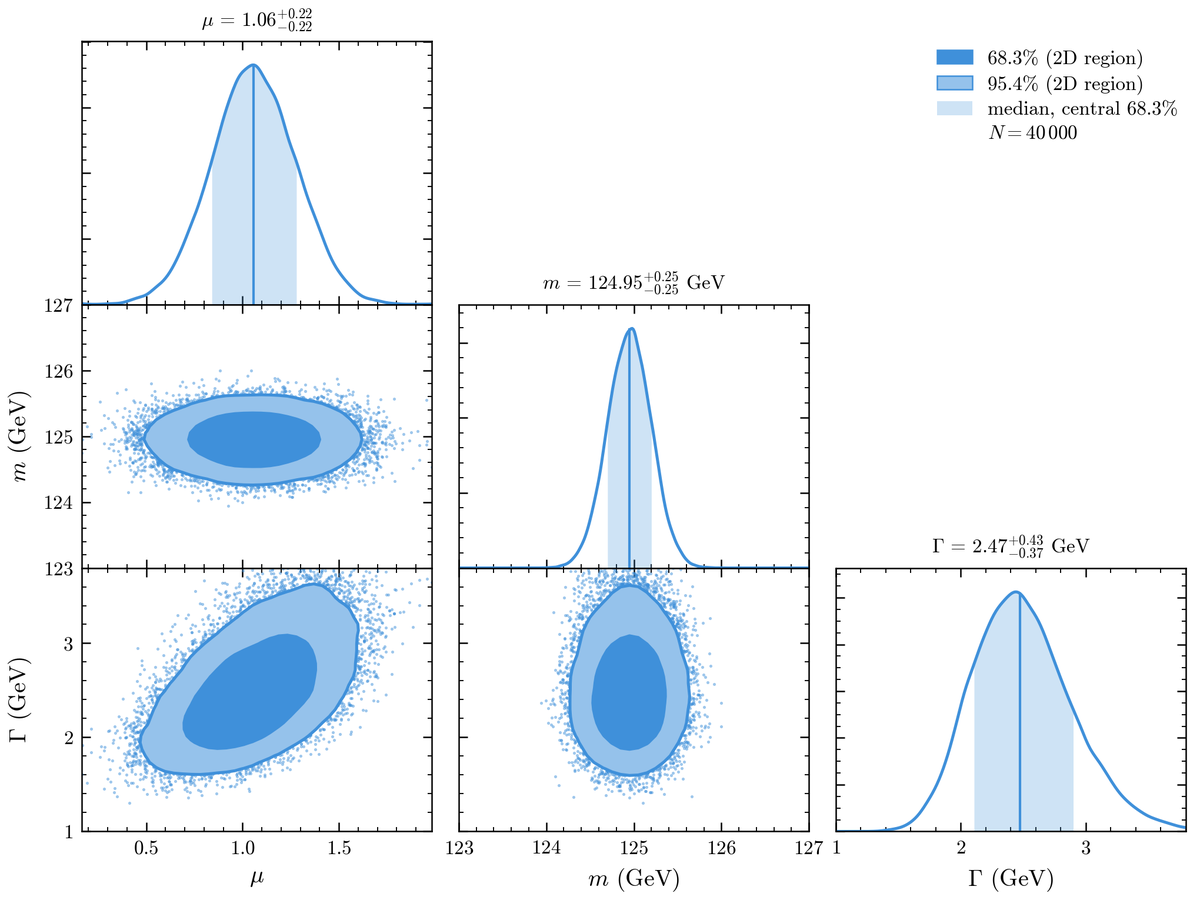 μ = 1.06+0.22−0.22
68.3% (2D region)
95.4% (2D region)
median, central 68.3%
N = 40 000
127
m = 124.95+0.25−0.25 GeV
126
125
124
123
m (GeV)
Γ = 2.47+0.43−0.37 GeV
3
2
1
Γ (GeV)
0.5 1.0 1.5
μ
123 124 125 126 127
m (GeV)
1 2 3
Γ (GeV)